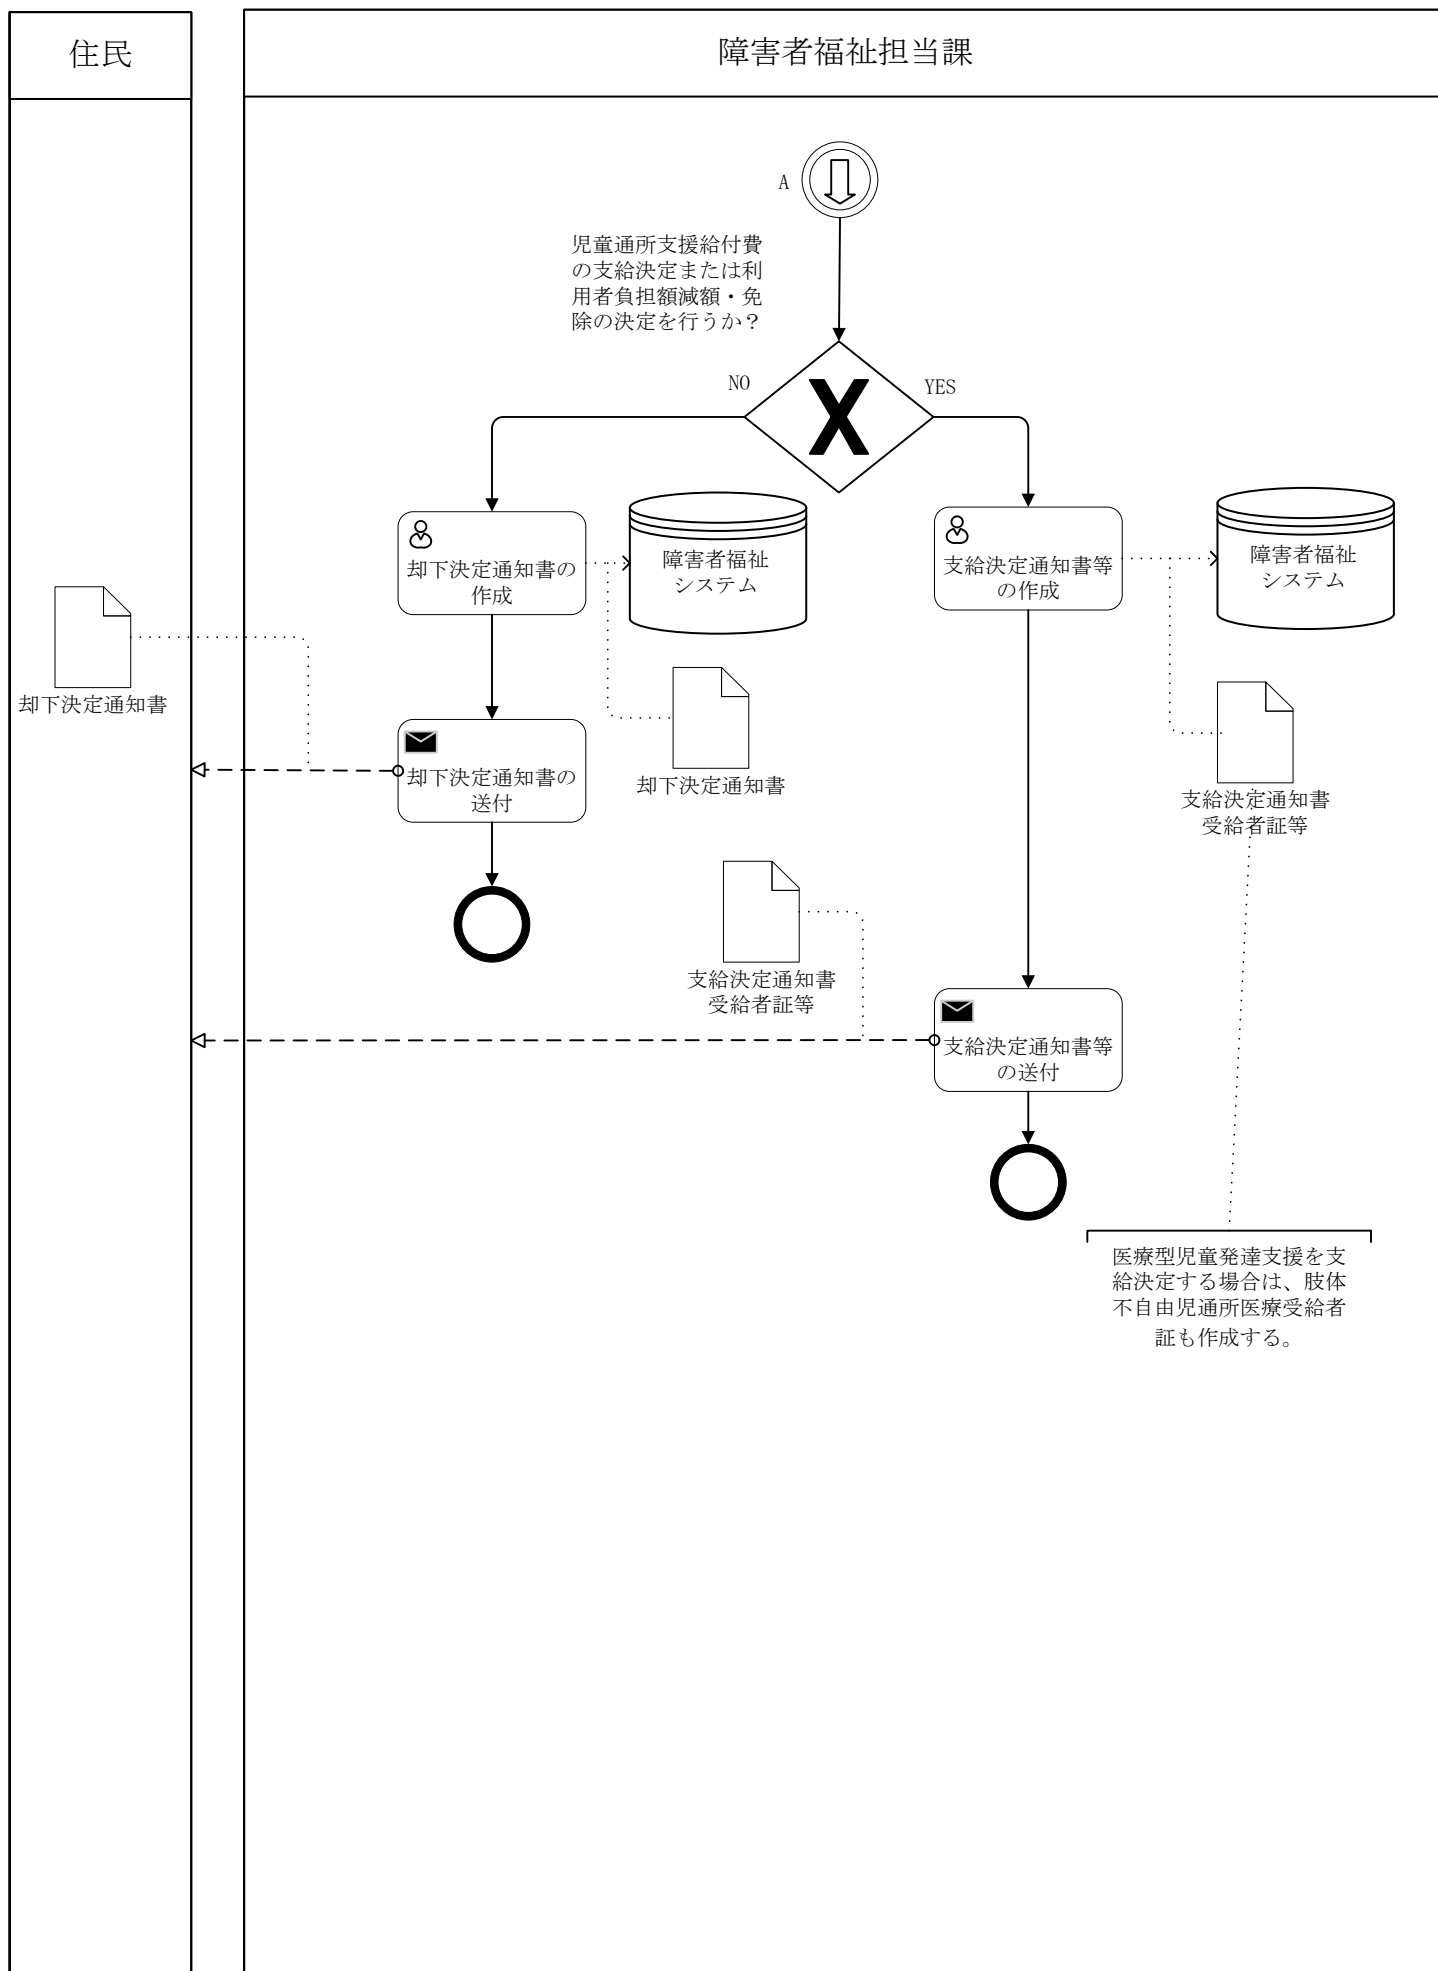 住民
障害者福祉担当課
A
児童通所支援給付費
の支給決定または利
用者負担額減額・免
除の決定を行うか？
NO
YES
却下決定通知書の
作成
障害者福祉
システム
支給決定通知書等
の作成
障害者福祉
システム
却下決定通知書
却下決定通知書の
送付
却下決定通知書
支給決定通知書
受給者証等
支給決定通知書
受給者証等
支給決定通知書等
の送付
医療型児童発達支援を支
給決定する場合は、肢体
不自由児通所医療受給者
証も作成する。